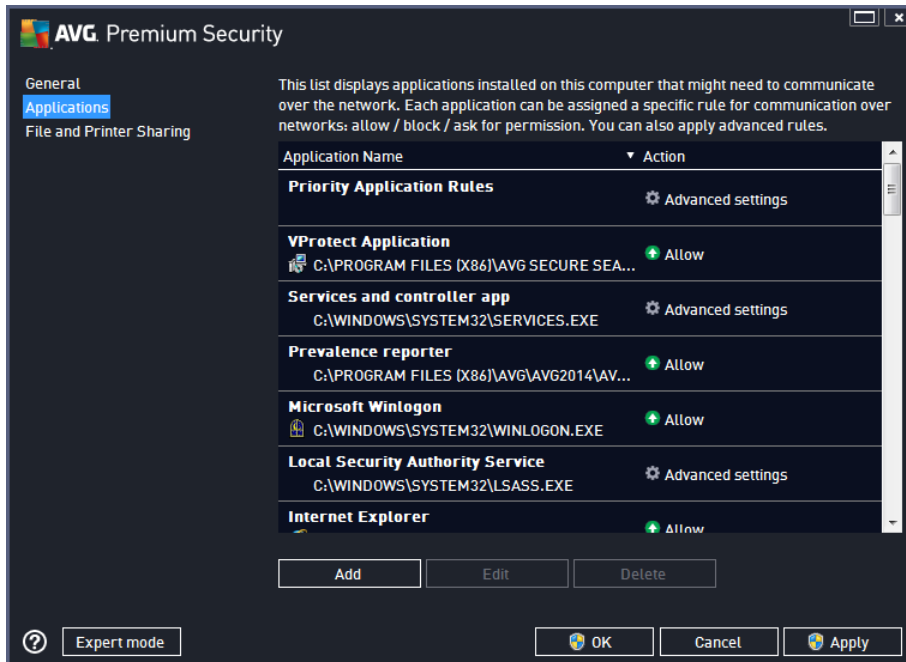 AVG. Premium Security
General
Applications
File and Printer Sharing
This list displays applications installed on this computer that might need to communicate
over the network. Each application can be assigned a specific rule for communication over
networks: allow / block / ask for permission. You can also apply advanced rules.
Application Name Action
Priority Application Rules
Advanced settings
VProtect Application
C:\PROGRAM FILES (X86)\AVG SECURE SEA... Allow
Services and controller app
C:\WINDOWS\SYSTEM32\SERVICES.EXE Advanced settings
Prevalence reporter
C:\PROGRAM FILES (X86)\AVG\AVG2014\AV... Allow
Microsoft Winlogon
C:\WINDOWS\SYSTEM32\WINLOGON.EXE Allow
Local Security Authority Service
C:\WINDOWS\SYSTEM32\LSASS.EXE Advanced settings
Internet Explorer
Allow
Add Edit Delete
? Expert mode OK Cancel Apply